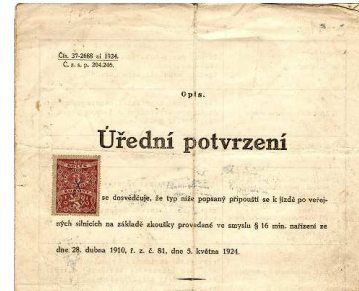 Čís. 37-2688 ai 1924.
Č. z. s. p. 204.246.
Opis.
Úřední potvrzení
se dosvědčuje, že typ níže popsaný připouští se k jízdě po veřej-
ných silnicích na základě zkoušky provedené ve smyslu § 16 min. nařízení ze
dne 28. dubna 1910, ř. z. č. 81, dne 5. května 1924.